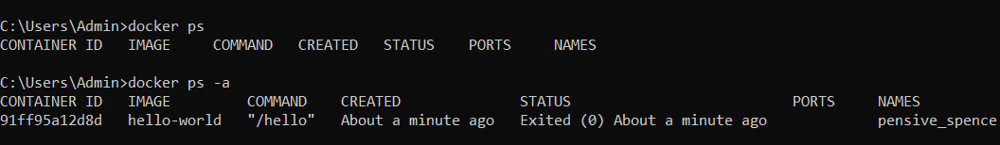 C:\Users\Admin>docker ps
CONTAINER ID   IMAGE     COMMAND   CREATED   STATUS    PORTS     NAMES
C:\Users\Admin>docker ps -a
CONTAINER ID   IMAGE         COMMAND    CREATED              STATUS                          PORTS     NAMES
91ff95a12d8d   hello-world   "/hello"   About a minute ago   Exited (0) About a minute ago             pensive_spence